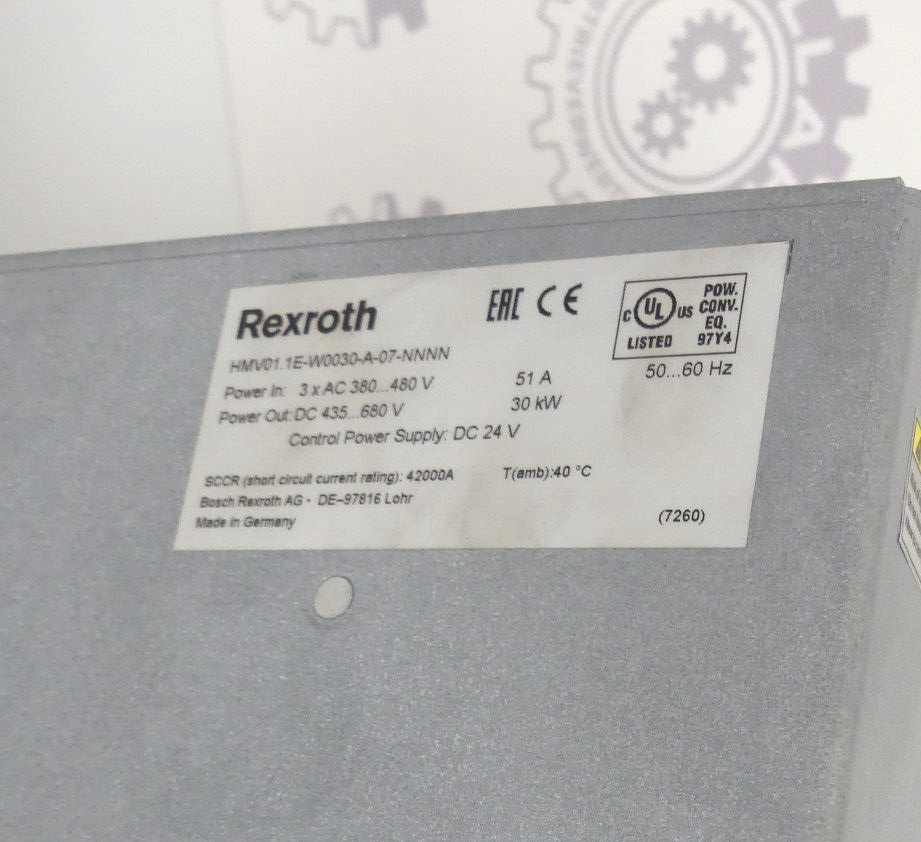 Rexroth
EAC CE
C UL US
LISTED
POW.
CONV.
EQ.
97Y4
HMV01.1E-W0030-A-07-NNNN
Power In: 3 x AC 380...480 V 51 A 50...60 Hz
Power Out: DC 435...680 V 30 kW
Control Power Supply: DC 24 V
SCCR (short circuit current rating): 42000A T(amb):40 °C
Bosch Rexroth AG · DE–97816 Lohr
Made in Germany
(7260)